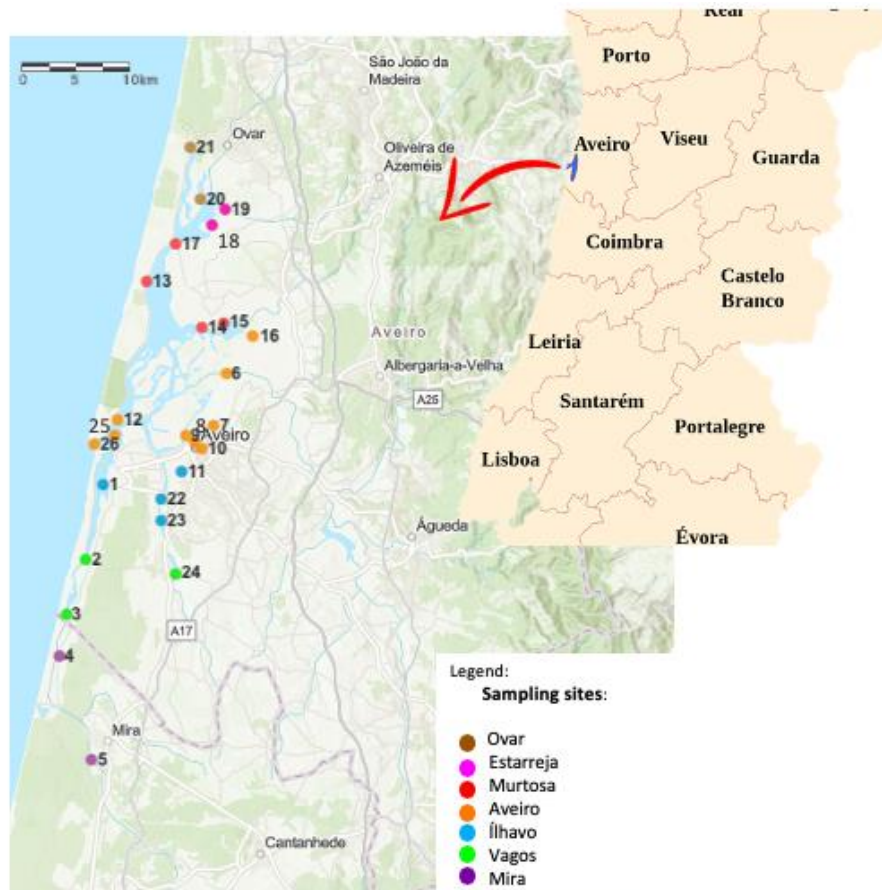 Real
Porto
Aveiro
Viseu
Guarda
Coimbra
Castelo
Branco
Leiria
Santarém
Portalegre
Lisboa
Évora
0 5 10km
São João da
Madeira
21
Ovar
Oliveira de
Azeméis
20
19
18
17
13
14
15
16
Aveiro
6
Albergaria-a-Velha
A25
12
25
8
7
26
9
Aveiro
10
11
1
22
23
Águeda
2
24
3
A17
4
Mira
5
Cantanhede
Legend:
Sampling sites:
Ovar
Estarreja
Murtosa
Aveiro
Ílhavo
Vagos
Mira